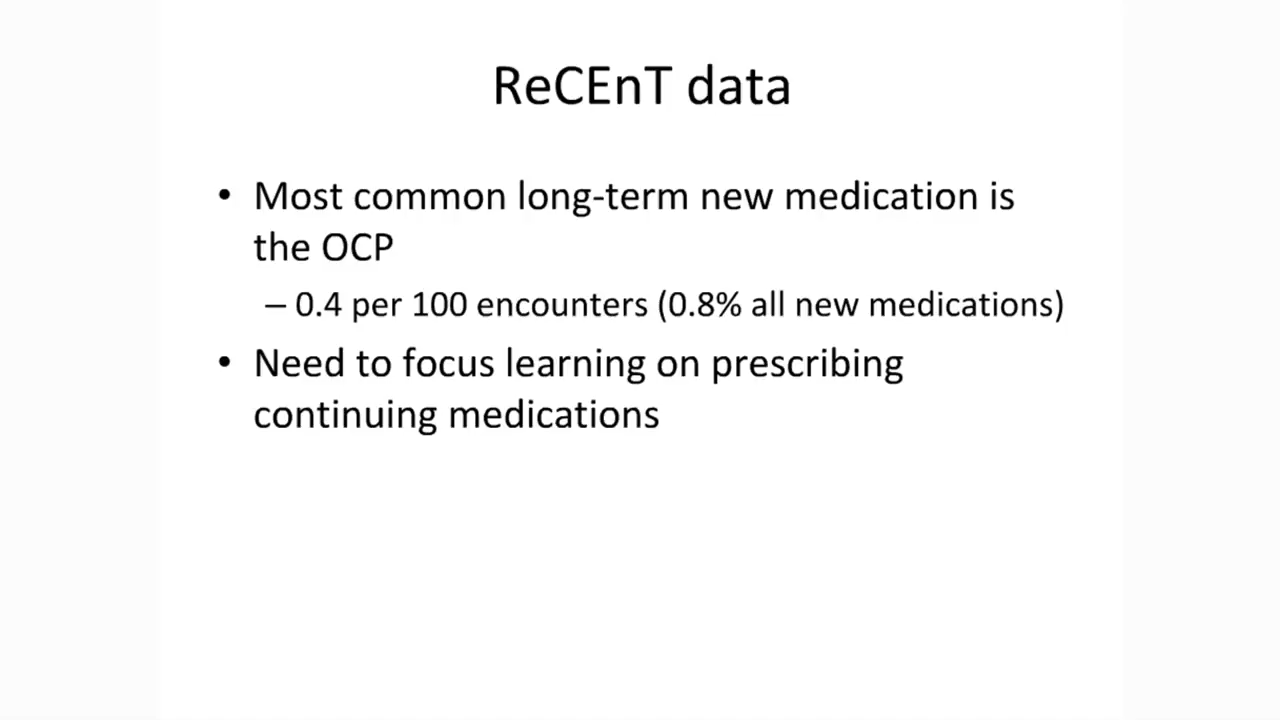 ReCEnT data
• Most common long-term new medication is
the OCP
– 0.4 per 100 encounters (0.8% all new medications)
• Need to focus learning on prescribing
continuing medications